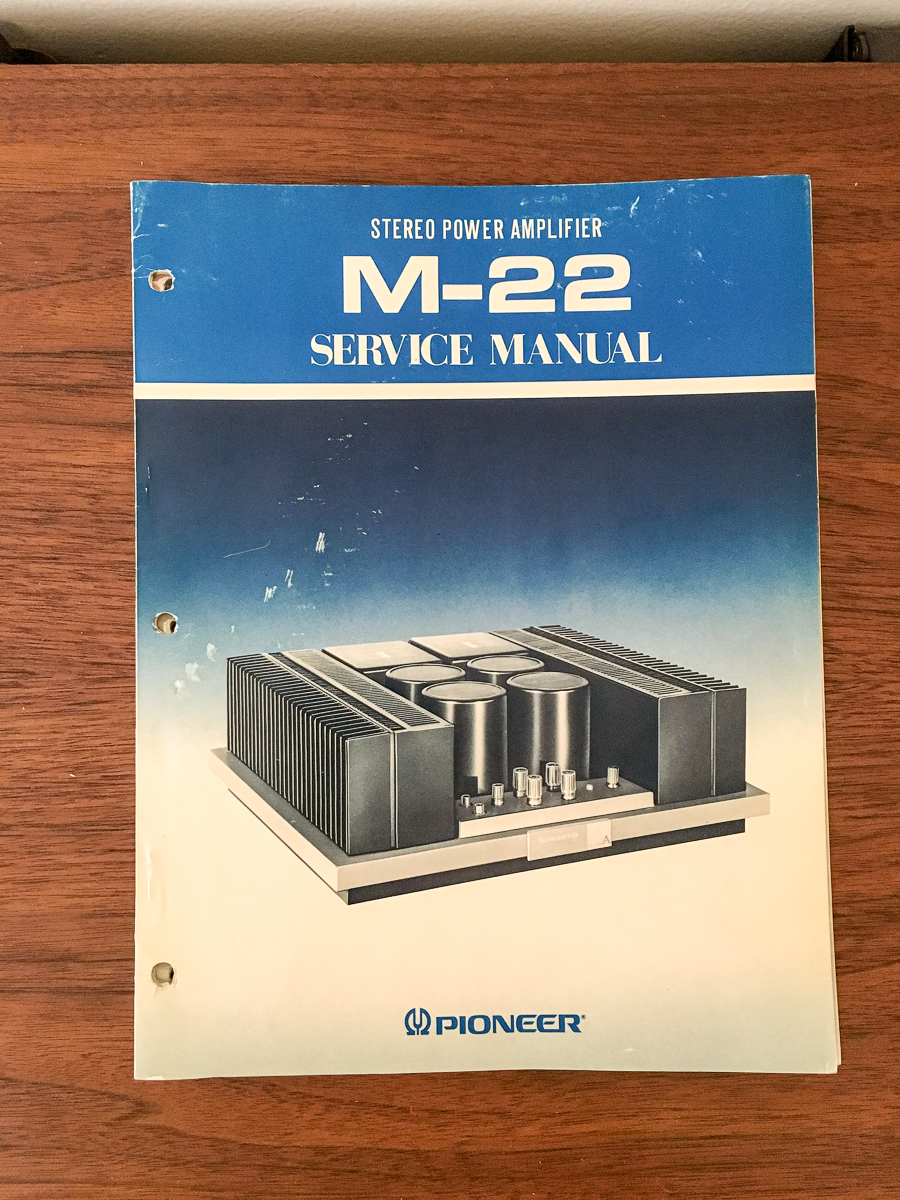 STEREO POWER AMPLIFIER
M-22
SERVICE MANUAL
A
PIONEER®